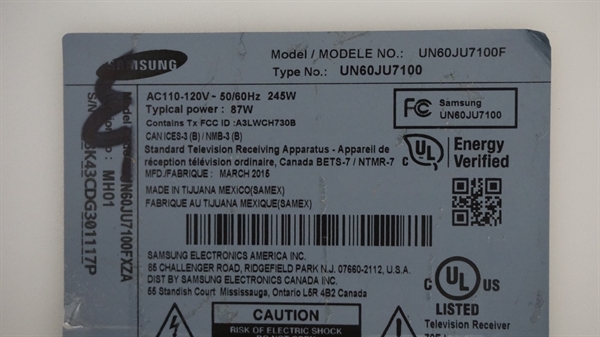 SAMSUNG
Model / MODELE NO.: UN60JU7100F
Type No.: UN60JU7100
AC110-120V~ 50/60Hz 245W
Typical power: 87W
Contains Tx FCC ID :A3LWCH730B
CAN ICES-3 (B) / NMB-3 (B)
Standard Television Receiving Apparatus - Appareil de
réception télévision ordinaire, Canada BETS-7 / NTMR-7
MFD./FABRIQUE : MARCH 2015
MADE IN TIJUANA MEXICO(SAMEX)
FABRIQUE AU TIJUANA MEXIQUE(SAMEX)
FC Samsung
UN60JU7100
UL Energy
Verified
SAMSUNG ELECTRONICS AMERICA INC.
85 CHALLENGER ROAD, RIDGEFIELD PARK N.J. 07660-2112, U.S.A.
DIST BY SAMSUNG ELECTRONICS CANADA INC.
55 Standish Court Mississauga, Ontario L5R 4B2 Canada
C UL US
LISTED
Television Receiver
CAUTION
RISK OF ELECTRIC SHOCK
UN60JU7100FXZA
MH01
43CDG301117P